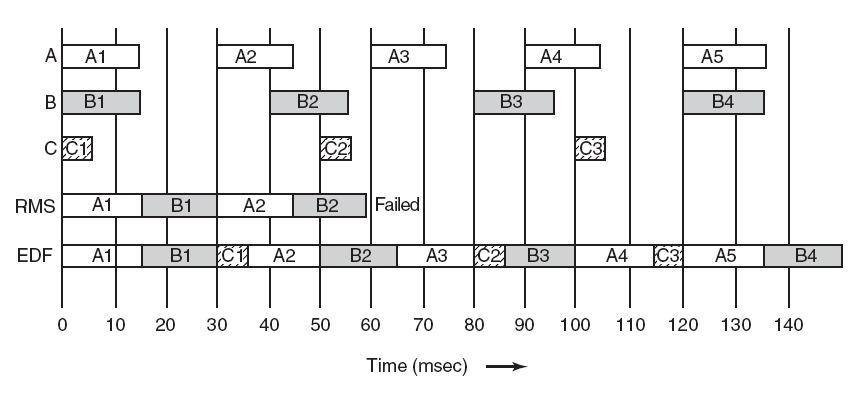 A A1 A2 A3 A4 A5
B B1 B2 B3 B4
C C1 C2 C3
RMS A1 B1 A2 B2 Failed
EDF A1 B1 C1 A2 B2 A3 C2 B3 A4 C3 A5 B4
0 10 20 30 40 50 60 70 80 90 100 110 120 130 140
Time (msec)